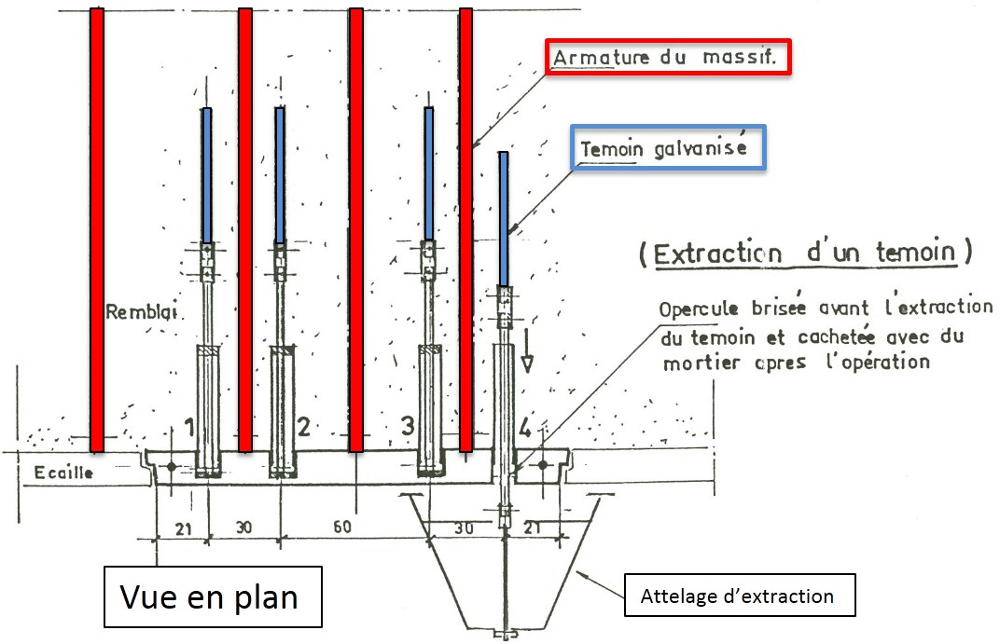 Armature du massif.
Temoin galvanisé
(Extraction d'un temoin)
Remblai
Opercule brisée avant l'extraction
du temoin et cachetée avec du
mortier apres l'opération
1
2
3
4
Ecaille
21
30
60
30
21
Vue en plan
Attelage d'extraction